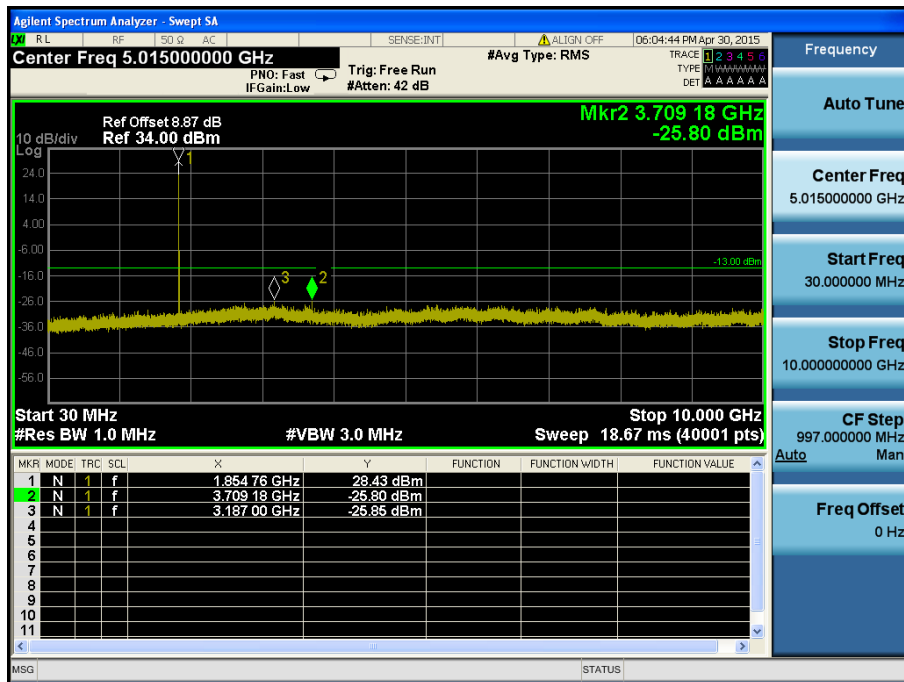 Agilent Spectrum Analyzer - Swept SA
LXI RL RF 50 Ω AC SENSE:INT ALIGN OFF 06:04:44 PM Apr 30, 2015
Center Freq 5.015000000 GHz
PNO: Fast
IFGain:Low
Trig: Free Run
#Atten: 42 dB
#Avg Type: RMS
TRACE 1 2 3 4 5 6
TYPE M W W W W W
DET A A A A A A
Ref Offset 8.87 dB
10 dB/div Ref 34.00 dBm
Log
Mkr2 3.709 18 GHz
-25.80 dBm
24.0
14.0
4.00
-6.00
-16.0
-26.0
-36.0
-46.0
-56.0
1
3
2
-13.00 dBm
Start 30 MHz Stop 10.000 GHz
#Res BW 1.0 MHz #VBW 3.0 MHz Sweep 18.67 ms (40001 pts)
MKR MODE TRC SCL X Y FUNCTION FUNCTION WIDTH FUNCTION VALUE
1 N 1 f 1.854 76 GHz 28.43 dBm
2 N 1 f 3.709 18 GHz -25.80 dBm
3 N 1 f 3.187 00 GHz -25.85 dBm
4
5
6
7
8
9
10
11
MSG STATUS
Frequency
Auto Tune
Center Freq
5.015000000 GHz
Start Freq
30.000000 MHz
Stop Freq
10.000000000 GHz
CF Step
997.000000 MHz
Auto Man
Freq Offset
0 Hz